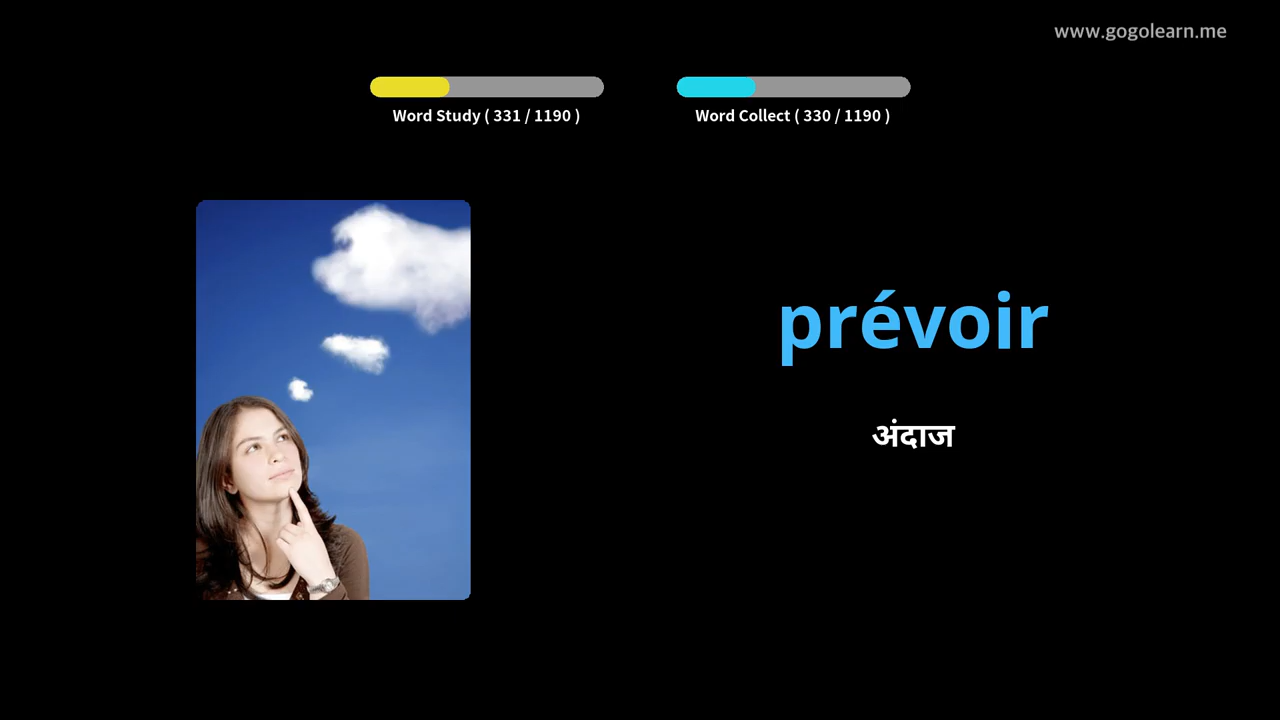 www.gogolearn.me
Word Study ( 331 / 1190 )
Word Collect ( 330 / 1190 )
prévoir
अंदाज